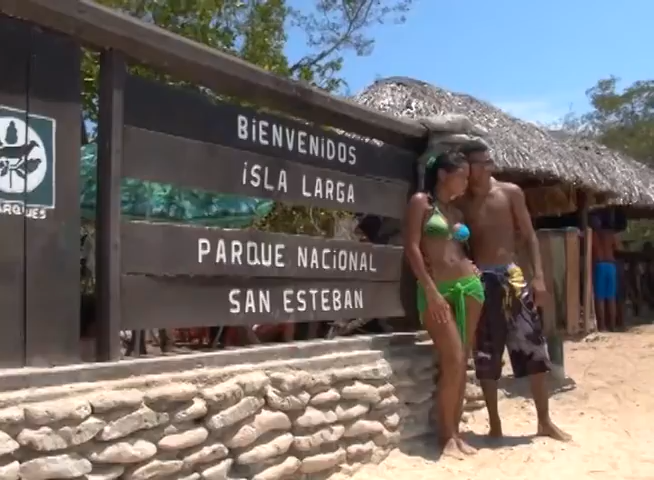 BIENVENIDOS
ISLA LARGA
PARQUE NACIONAL
SAN ESTEBAN